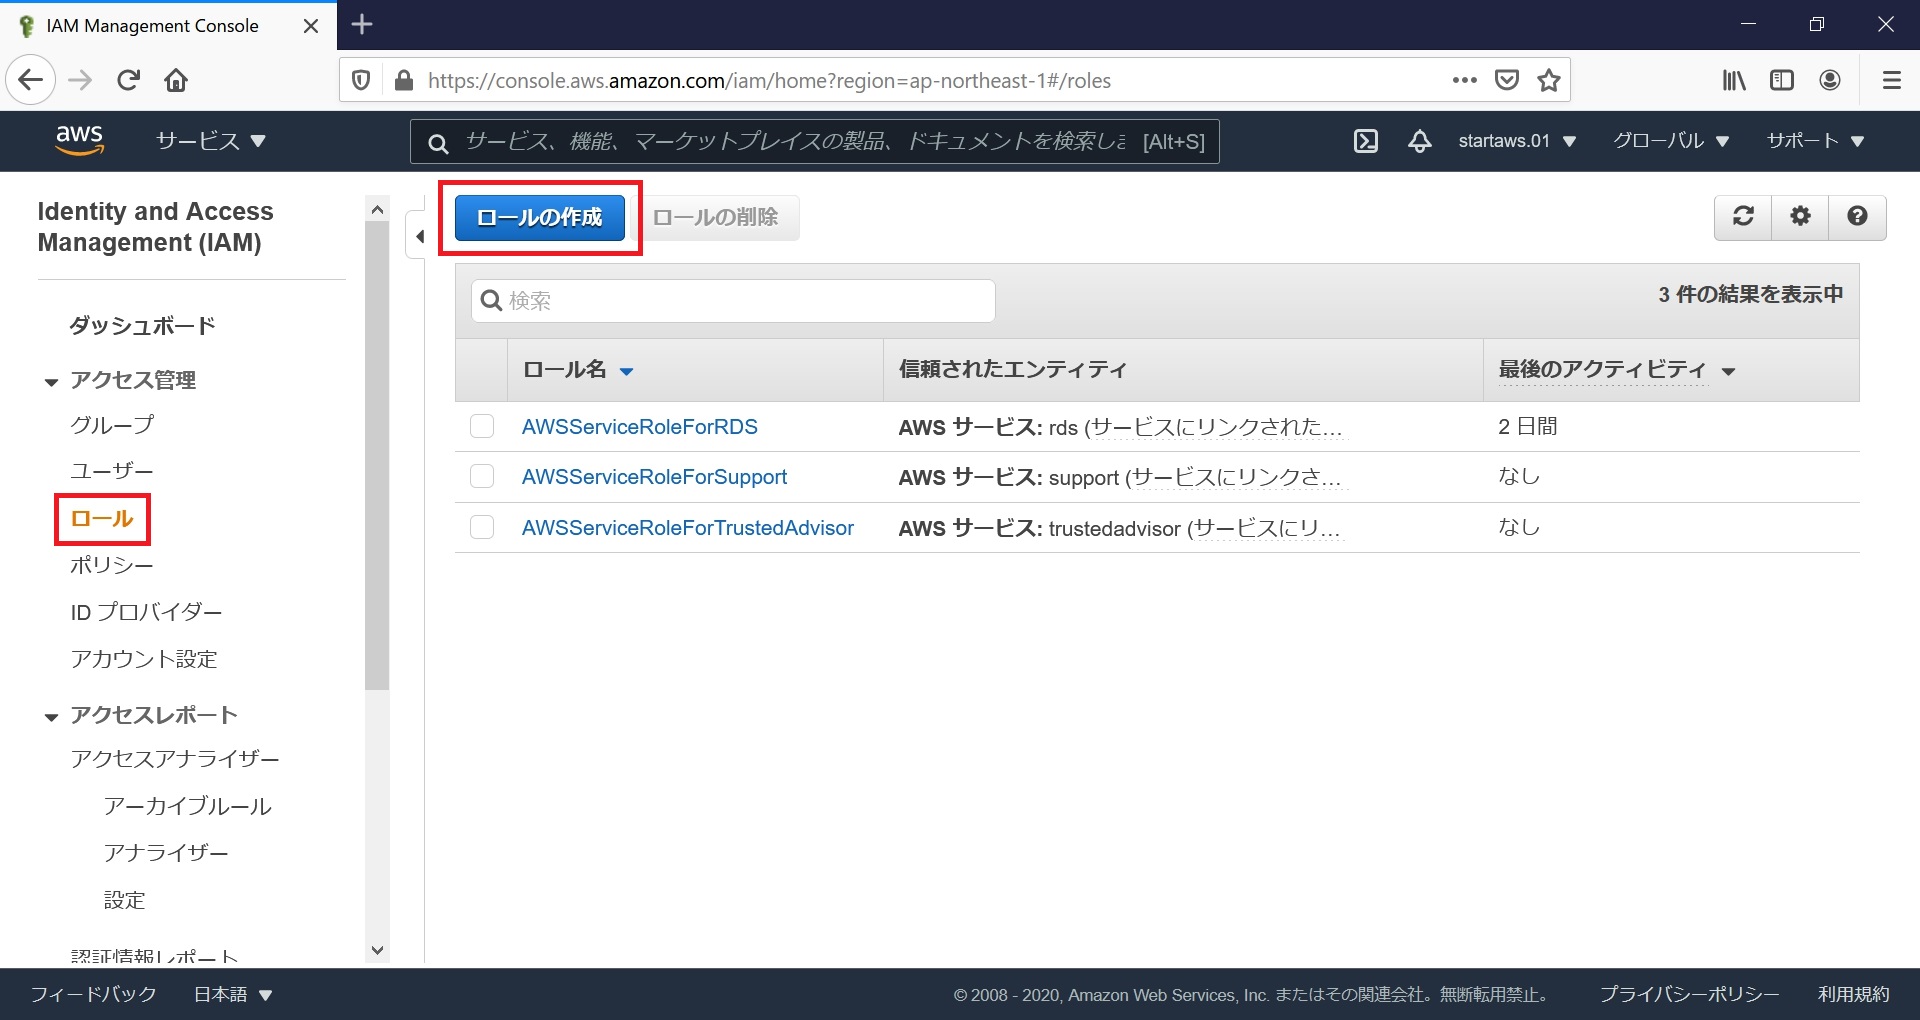 IAM Management Console
https://console.aws.amazon.com/iam/home?region=ap-northeast-1#/roles
aws
サービス
サービス、機能、マーケットプレイスの製品、ドキュメントを検索しま
[Alt+S]
startaws.01
グローバル
サポート
Identity and Access
Management (IAM)
ダッシュボード
アクセス管理
グループ
ユーザー
ロール
ポリシー
ID プロバイダー
アカウント設定
アクセスレポート
アクセスアナライザー
アーカイブルール
アナライザー
設定
認証情報レポート
ロールの作成
ロールの削除
検索
3 件の結果を表示中
ロール名 信頼されたエンティティ 最後のアクティビティ
AWSServiceRoleForRDS AWS サービス: rds (サービスにリンクされた… 2 日間
AWSServiceRoleForSupport AWS サービス: support (サービスにリンクさ… なし
AWSServiceRoleForTrustedAdvisor AWS サービス: trustedadvisor (サービスにリ… なし
フィードバック
日本語
© 2008 - 2020, Amazon Web Services, Inc. またはその関連会社。無断転用禁止。
プライバシーポリシー
利用規約